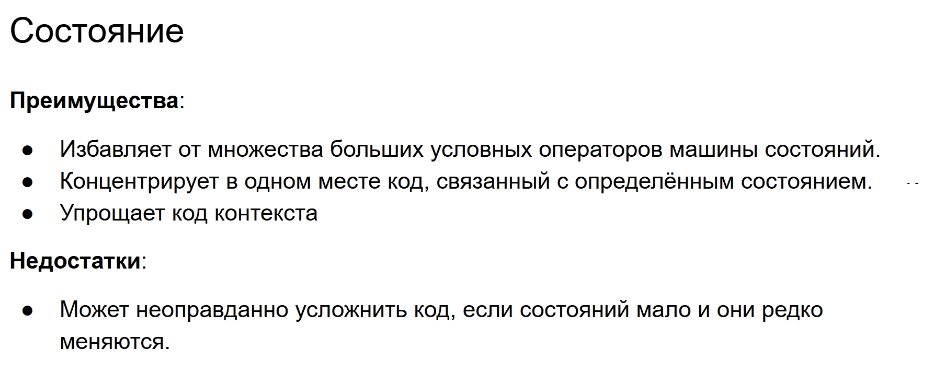 Состояние
Преимущества:
● Избавляет от множества больших условных операторов машины состояний.
● Концентрирует в одном месте код, связанный с определённым состоянием.
● Упрощает код контекста
Недостатки:
● Может неоправданно усложнить код, если состояний мало и они редко
меняются.